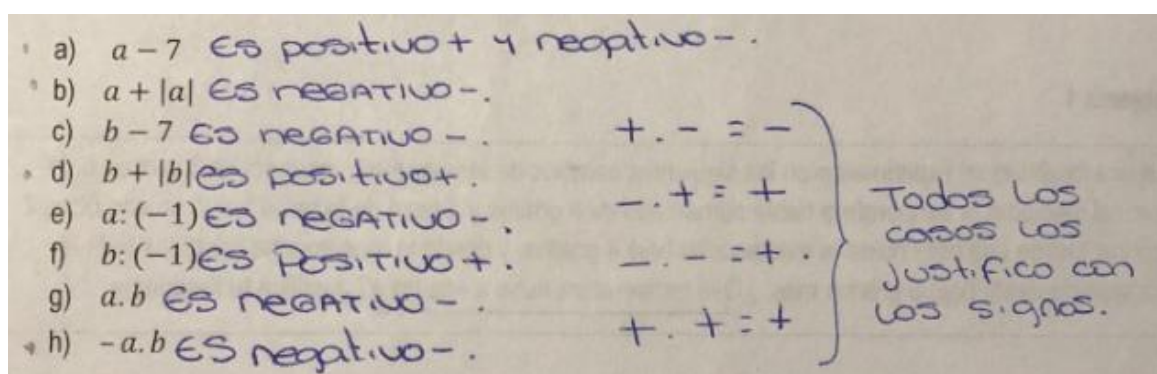 a) a − 7 Es positivo + y negativo - .
b) a + |a| Es neGATIVO - .
c) b − 7 Es neGATIVO - .
d) b + |b| es positivo + .
e) a: (−1) ES neGATIVO - .
f) b: (−1) es POSITIVO + .
g) a.b ES neGATIVO - .
h) −a.b ES negativo - .
+ . - = -
- . + = +
- . - = + .
+ . + = +
Todos Los
casos Los
Justifico con
Los signos.